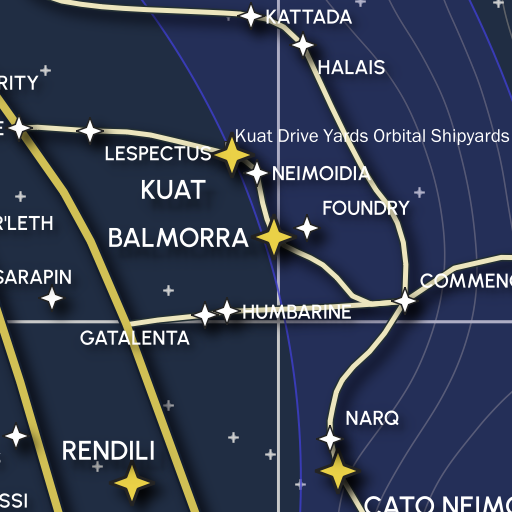 KATTADA
HALAIS
RITY
E
Kuat Drive Yards Orbital Shipyards
LESPECTUS
NEIMOIDIA
KUAT
FOUNDRY
R'LETH
BALMORRA
SARAPIN
COMMENO
HUMBARINE
GATALENTA
NARQ
RENDILI
SSI
CATO NEIMO